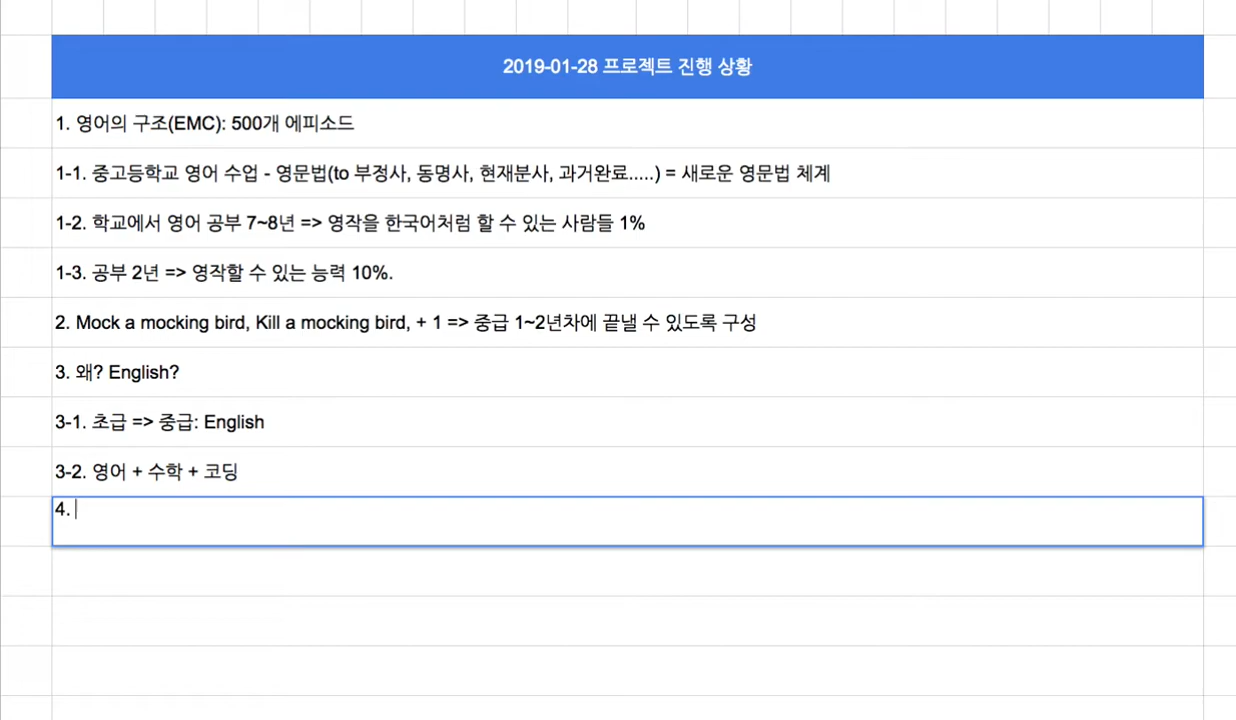 2019-01-28 프로젝트 진행 상황
1. 영어의 구조(EMC): 500개 에피소드
1-1. 중고등학교 영어 수업 - 영문법(to 부정사, 동명사, 현재분사, 과거완료.....) = 새로운 영문법 체계
1-2. 학교에서 영어 공부 7~8년 => 영작을 한국어처럼 할 수 있는 사람들 1%
1-3. 공부 2년 => 영작할 수 있는 능력 10%.
2. Mock a mocking bird, Kill a mocking bird, + 1 => 중급 1~2년차에 끝낼 수 있도록 구성
3. 왜? English?
3-1. 초급 => 중급: English
3-2. 영어 + 수학 + 코딩
4.